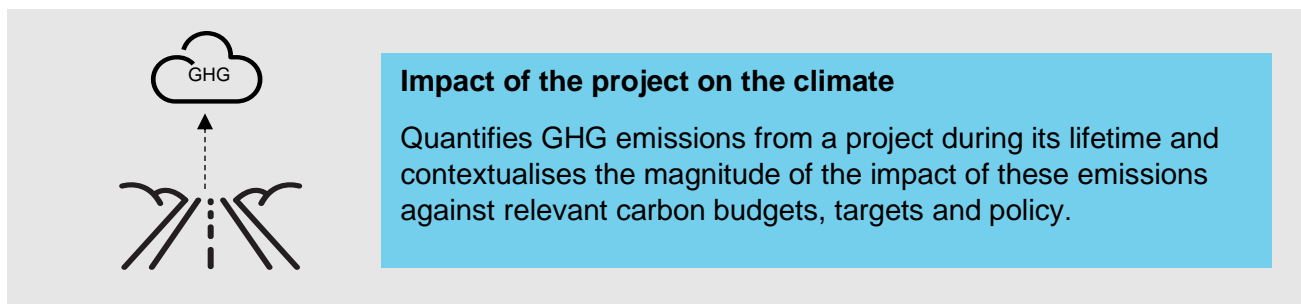 GHG
Impact of the project on the climate
Quantifies GHG emissions from a project during its lifetime and
contextualises the magnitude of the impact of these emissions
against relevant carbon budgets, targets and policy.